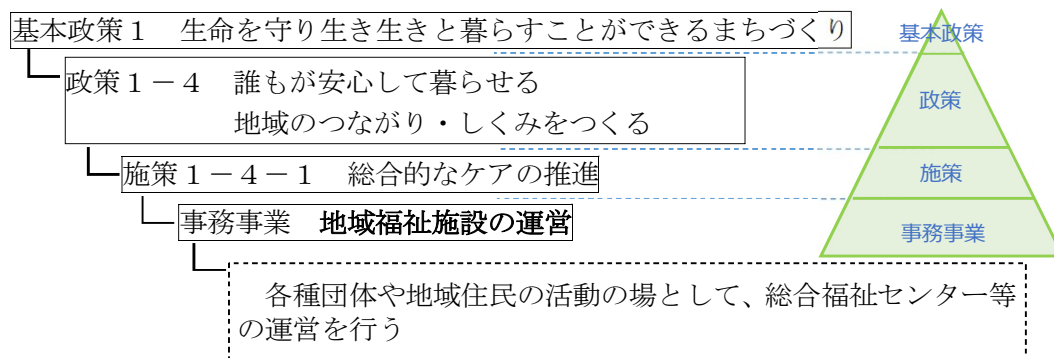 基本政策１　生命を守り生き生きと暮らすことができるまちづくり
政策１－４　誰もが安心して暮らせる
地域のつながり・しくみをつくる
施策１－４－１　総合的なケアの推進
事務事業　地域福祉施設の運営
各種団体や地域住民の活動の場として、総合福祉センター等
の運営を行う
基本政策
政策
施策
事務事業